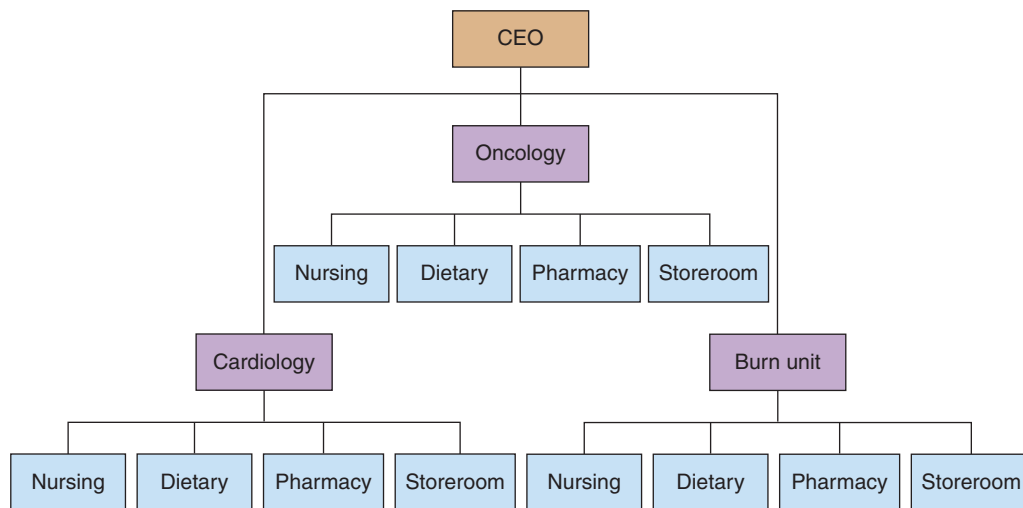 CEO
Oncology
Nursing
Dietary
Pharmacy
Storeroom
Cardiology
Burn unit
Nursing
Dietary
Pharmacy
Storeroom
Nursing
Dietary
Pharmacy
Storeroom